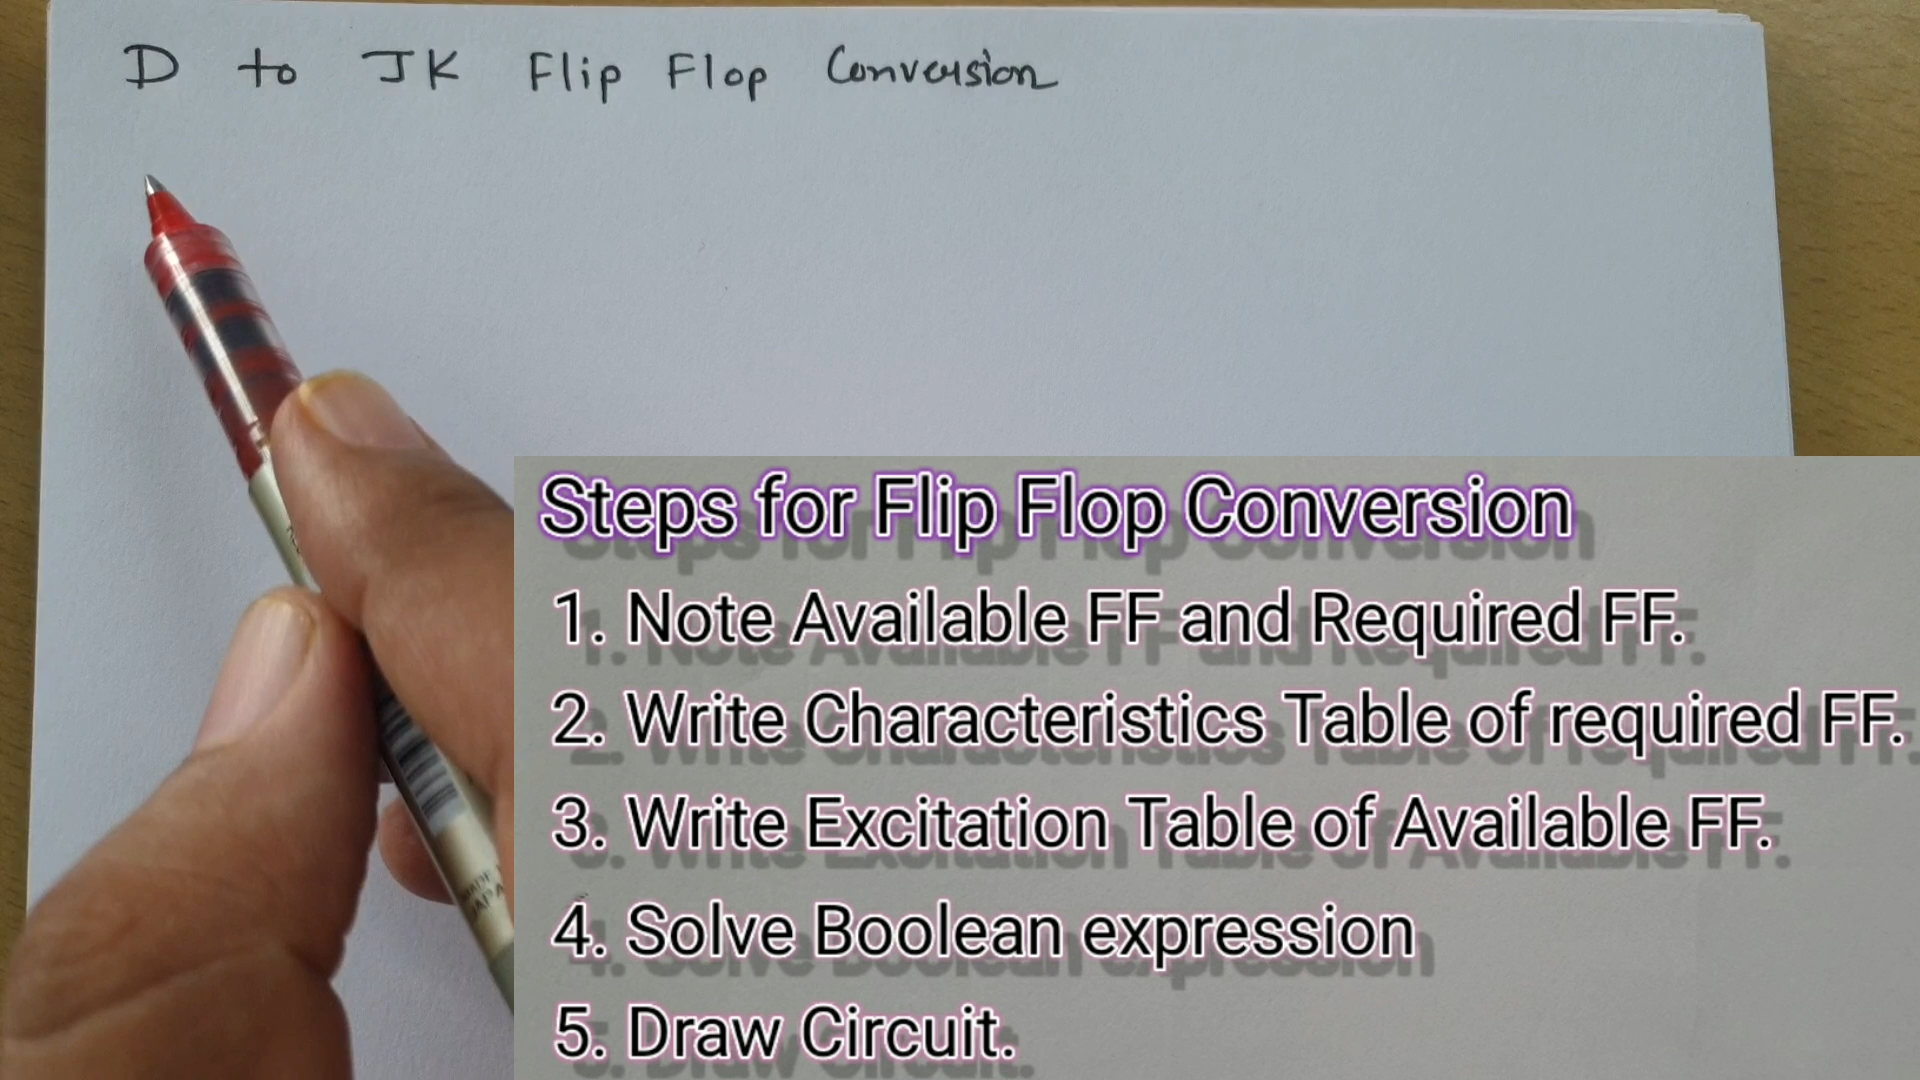 D to JK Flip Flop Conversion
Steps for Flip Flop Conversion
1. Note Available FF and Required FF.
2. Write Characteristics Table of required FF.
3. Write Excitation Table of Available FF.
4. Solve Boolean expression
5. Draw Circuit.